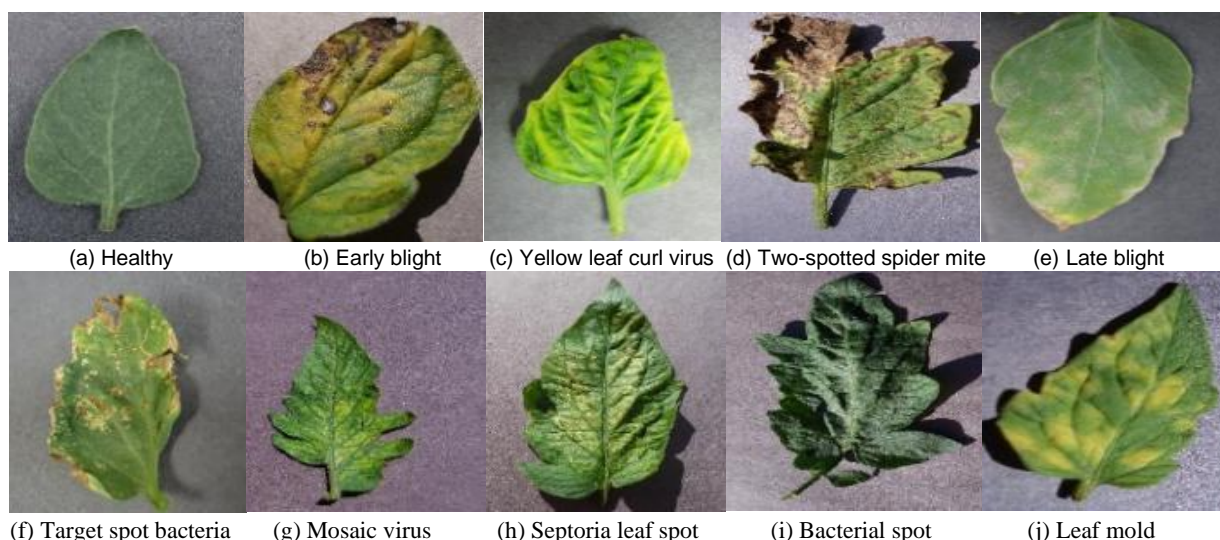 (a) Healthy (b) Early blight (c) Yellow leaf curl virus (d) Two-spotted spider mite (e) Late blight
(f) Target spot bacteria (g) Mosaic virus (h) Septoria leaf spot (i) Bacterial spot (j) Leaf mold